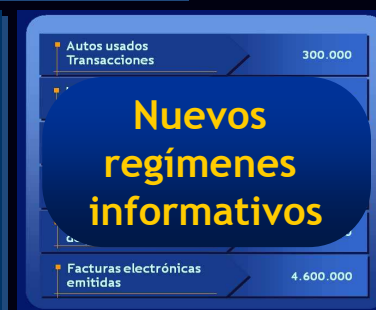 Autos usados
Transacciones
300.000
Nuevos
regímenes
informativos
Facturas electrónicas
emitidas
4.600.000